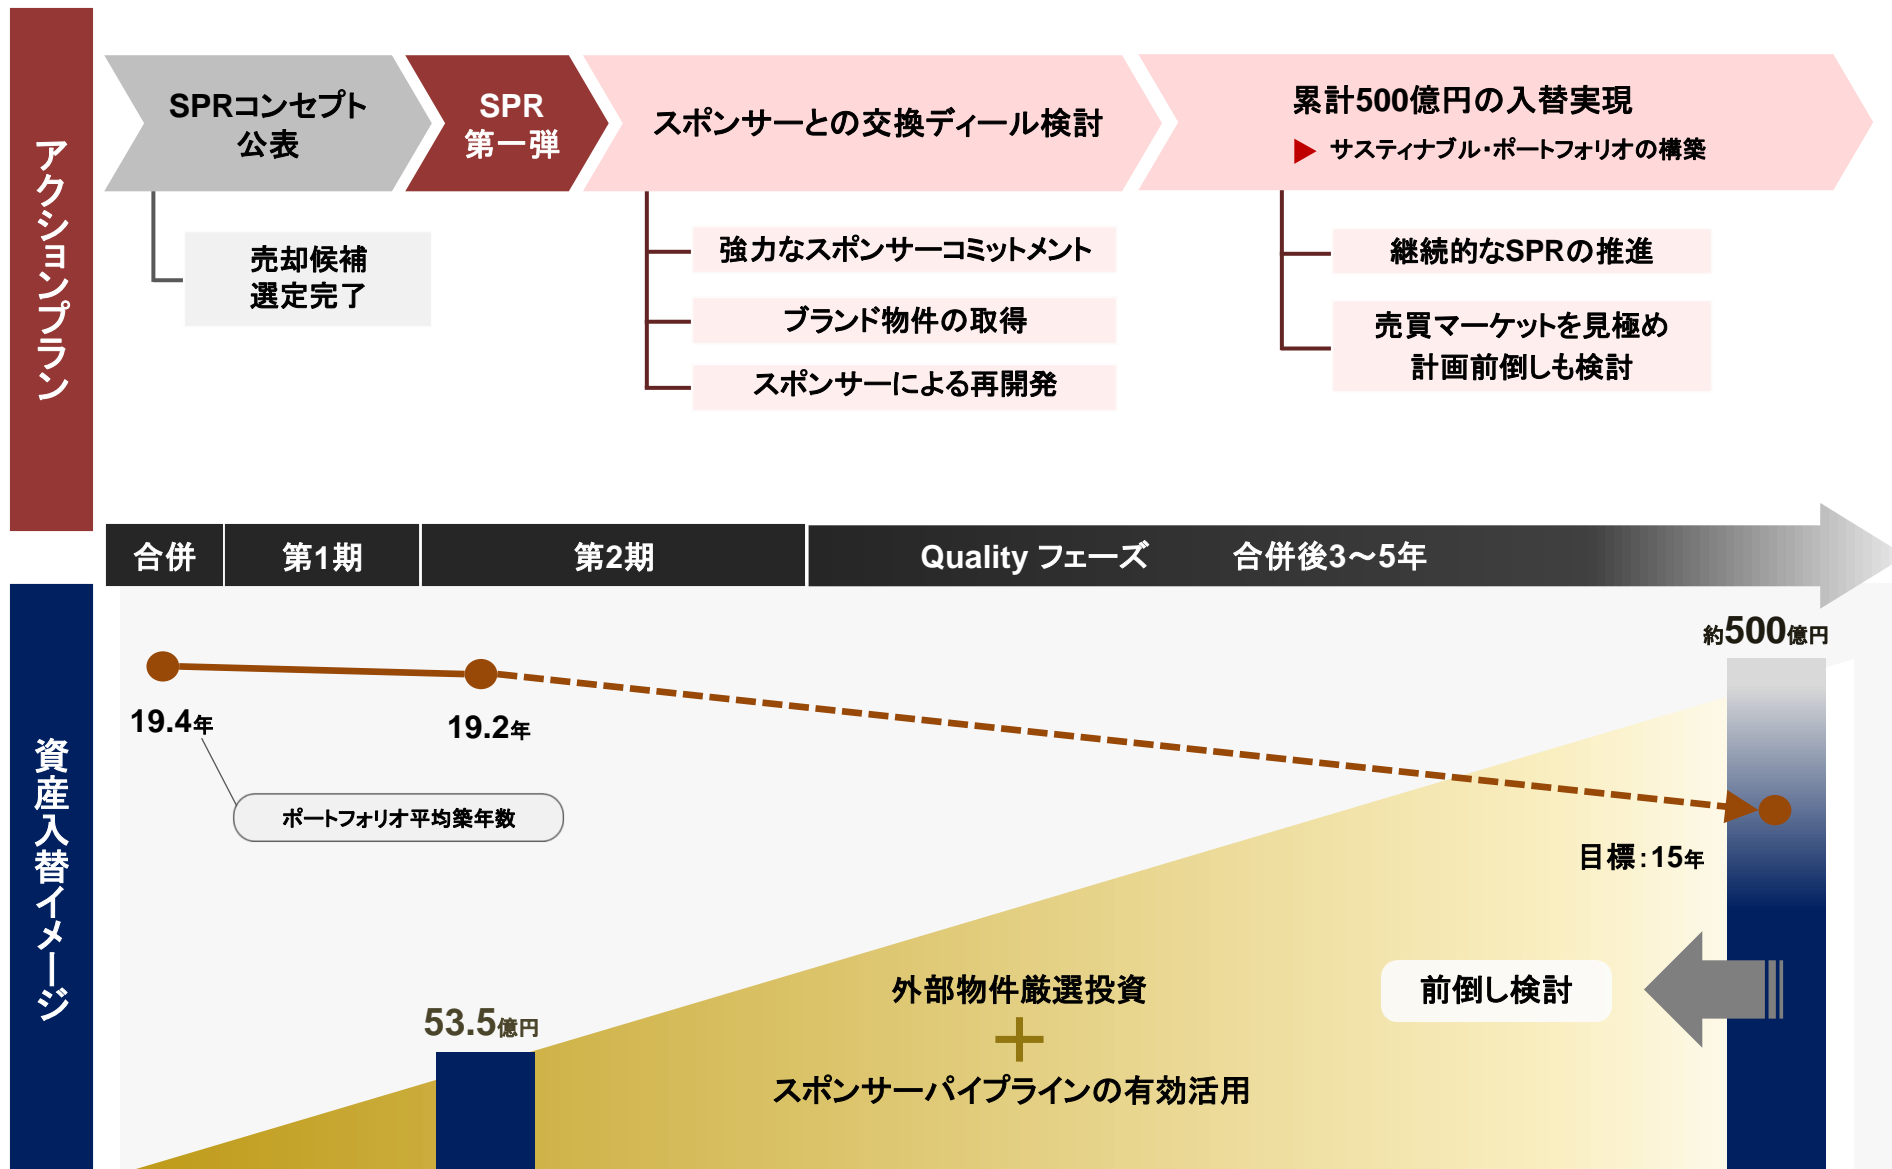 アクションプラン
SPRコンセプト
公表
SPR
第一弾
スポンサーとの交換ディール検討
累計500億円の入替実現
▶ サスティナブル・ポートフォリオの構築
売却候補
選定完了
強力なスポンサーコミットメント
ブランド物件の取得
スポンサーによる再開発
継続的なSPRの推進
売買マーケットを見極め
計画前倒しも検討
合併
第1期
第2期
Quality フェーズ 合併後3～5年
資産入替イメージ
約500億円
19.4年
19.2年
ポートフォリオ平均築年数
目標：15年
外部物件厳選投資
＋
スポンサーパイプラインの有効活用
前倒し検討
53.5億円